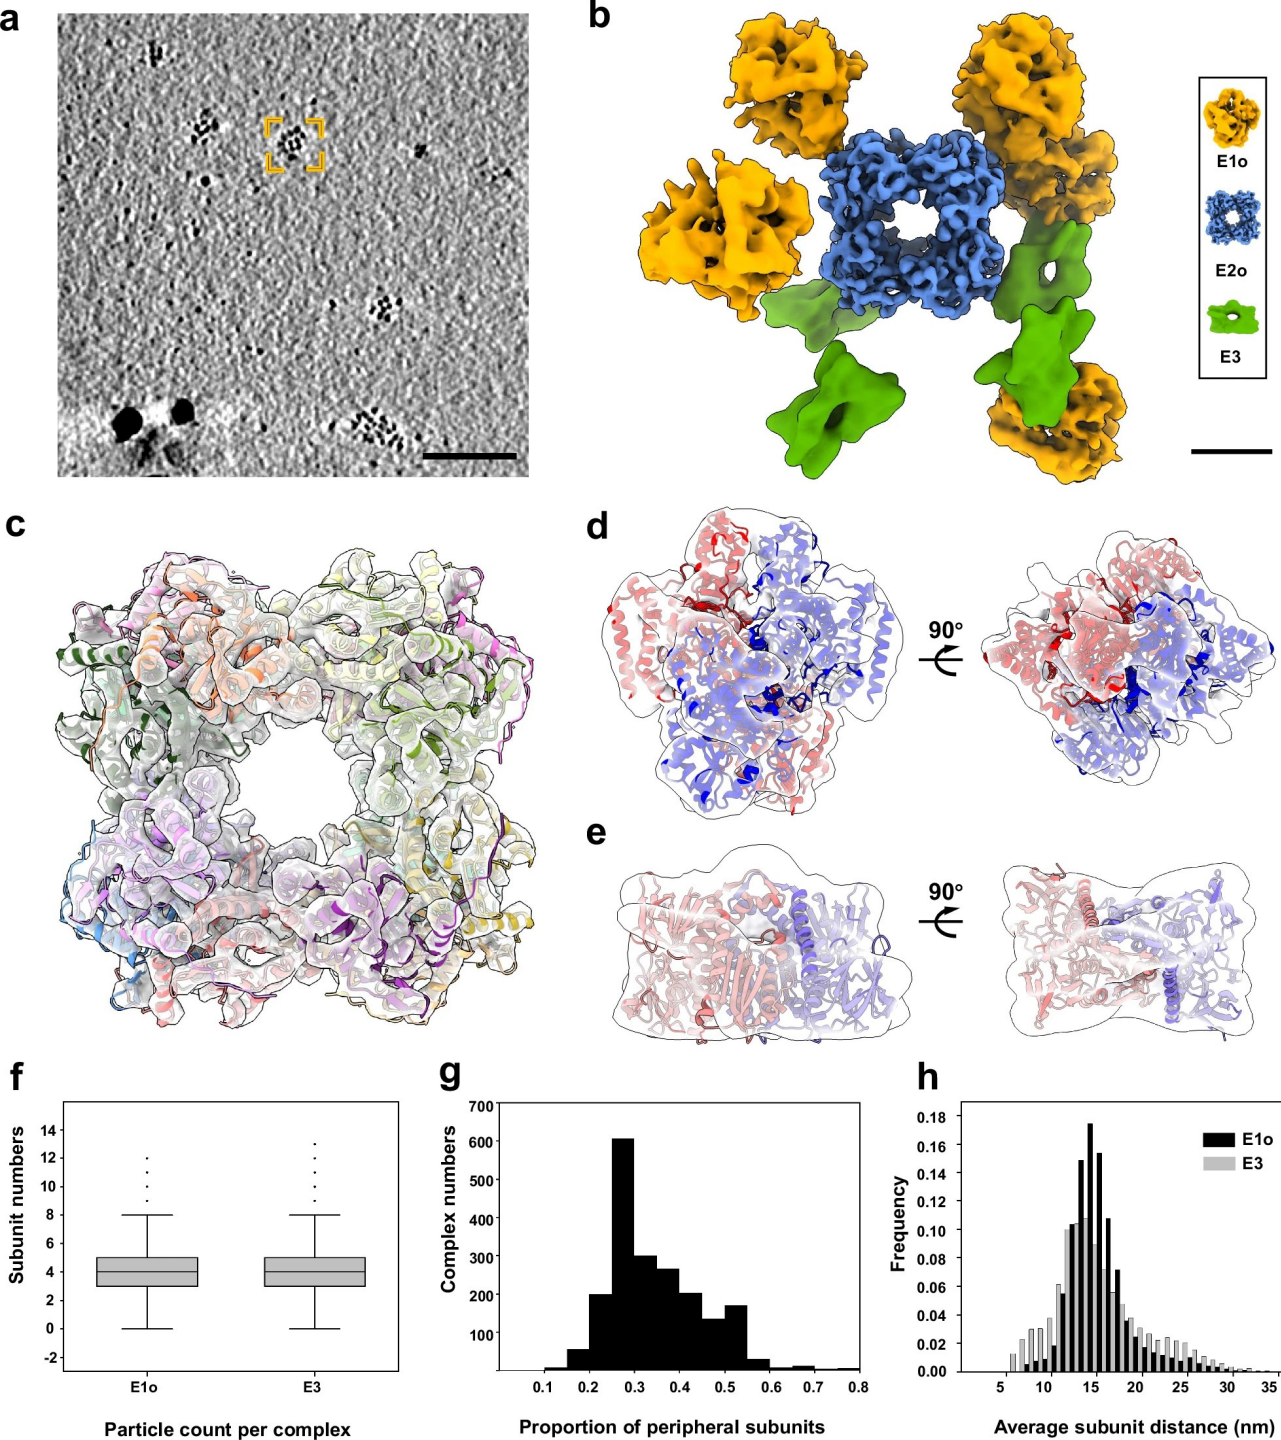 a
b
E1o
E2o
E3
c
d
90°
e
90°
f
Subunit numbers
14
12
10
8
6
4
2
0
-2
E1o
E3
Particle count per complex
g
Complex numbers
700
600
500
400
300
200
100
0.1 0.2 0.3 0.4 0.5 0.6 0.7 0.8
Proportion of peripheral subunits
h
Frequency
0.18
0.16
0.14
0.12
0.10
0.08
0.06
0.04
0.02
0.00
E1o
E3
5 10 15 20 25 30 35
Average subunit distance (nm)